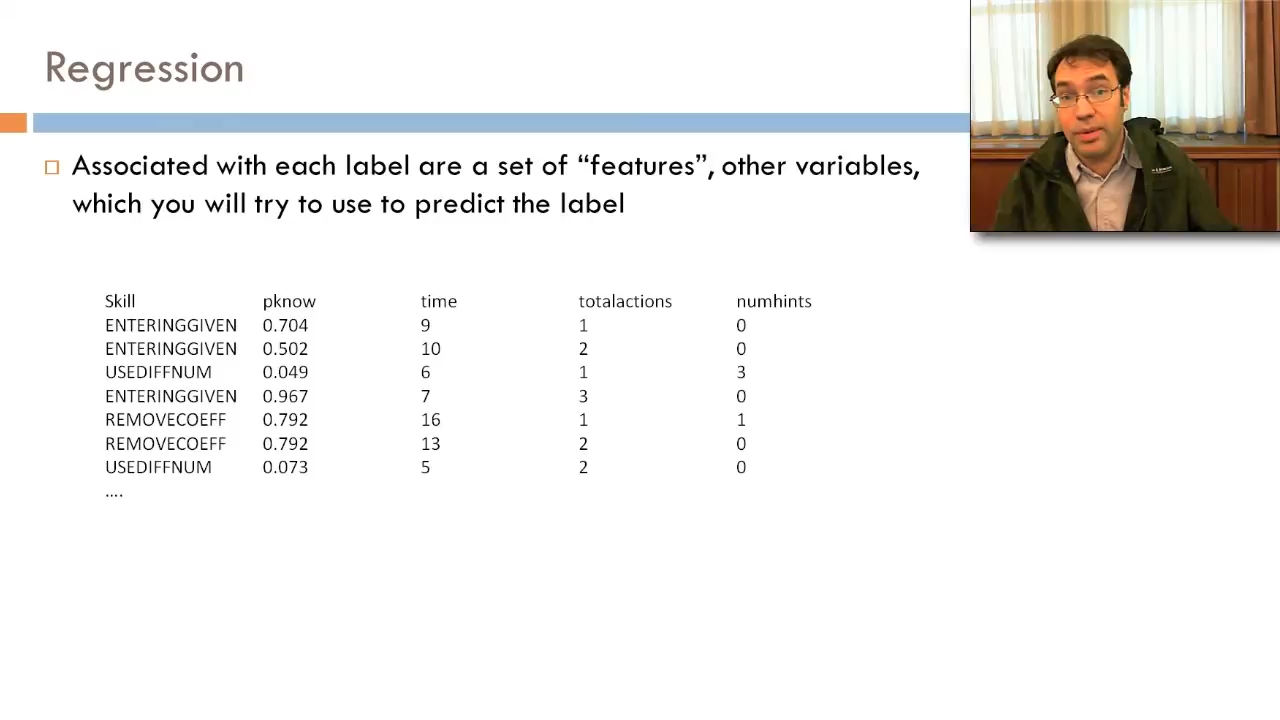 Regression
Associated with each label are a set of “features”, other variables,
which you will try to use to predict the label
Skill pknow time totalactions numhints
ENTERINGGIVEN 0.704 9 1 0
ENTERINGGIVEN 0.502 10 2 0
USEDIFFNUM 0.049 6 1 3
ENTERINGGIVEN 0.967 7 3 0
REMOVECOEFF 0.792 16 1 1
REMOVECOEFF 0.792 13 2 0
USEDIFFNUM 0.073 5 2 0
....